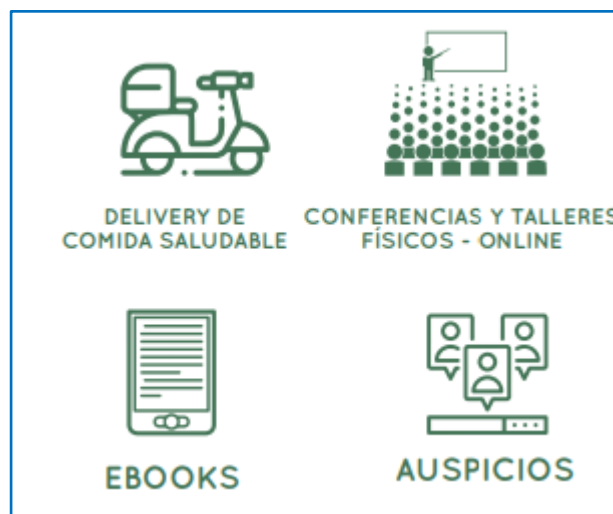 DELIVERY DE
COMIDA SALUDABLE
CONFERENCIAS Y TALLERES
FÍSICOS - ONLINE
EBOOKS
AUSPICIOS